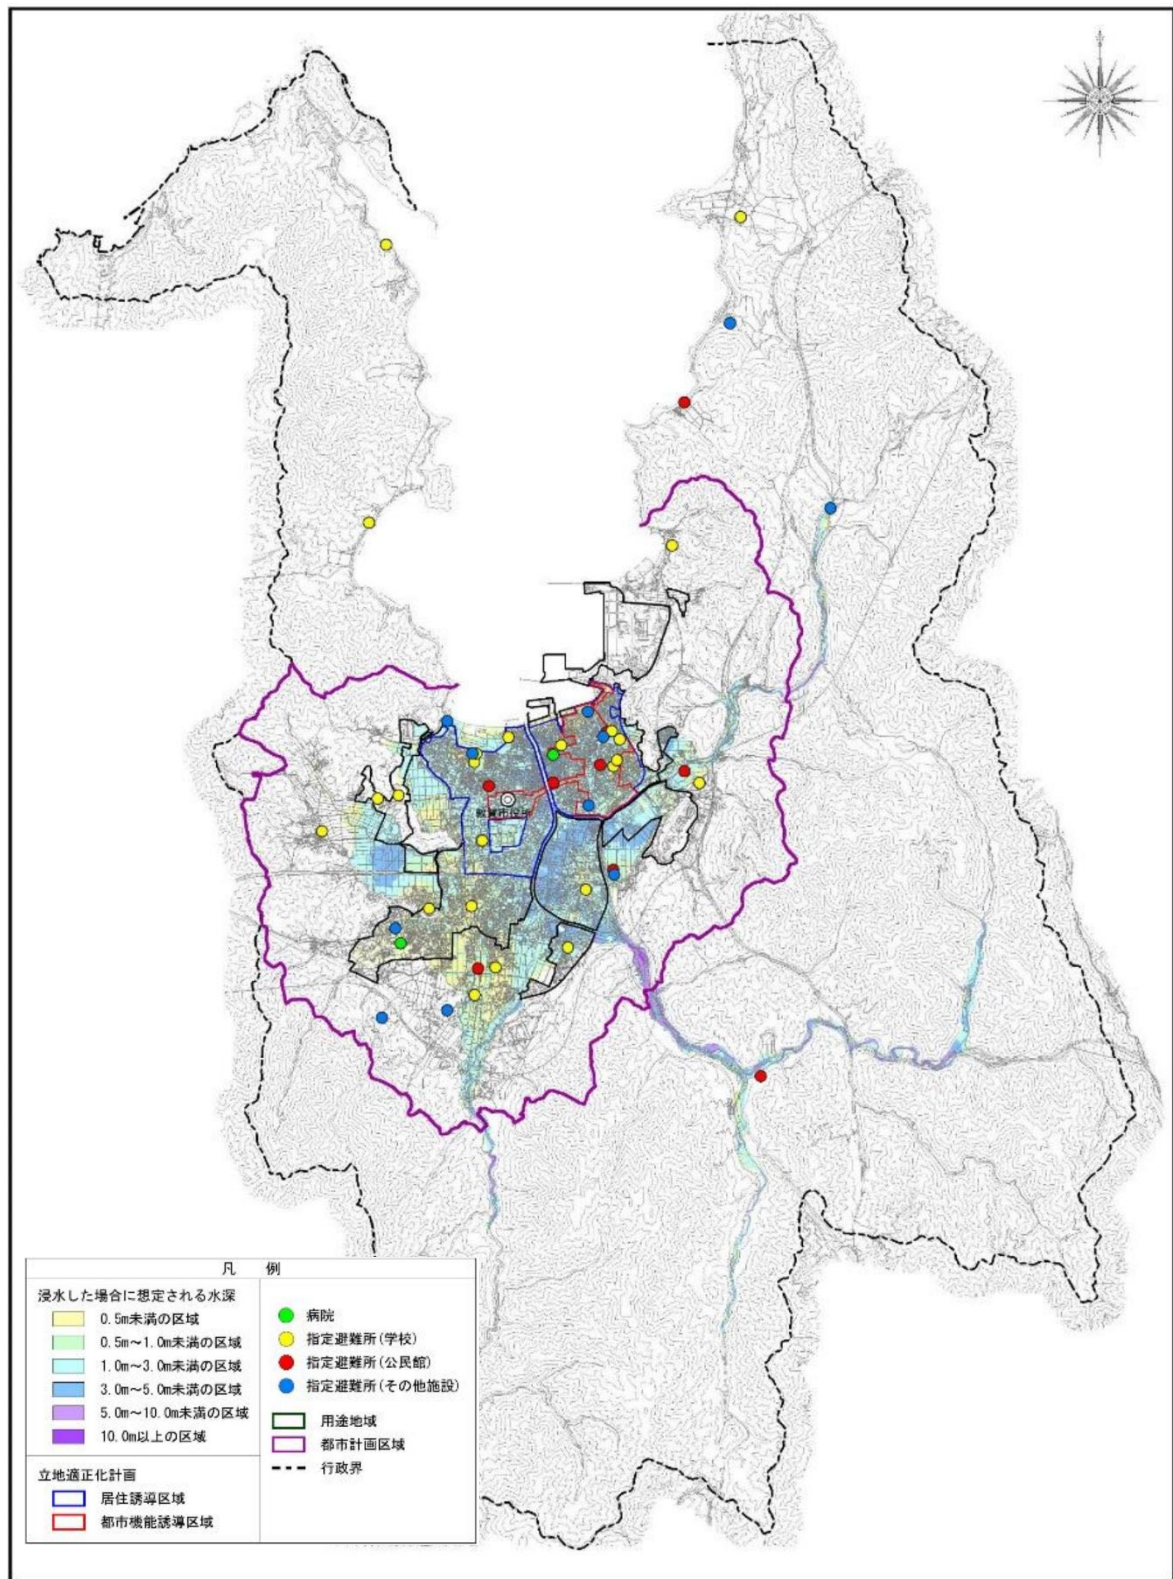 敦賀市役所
凡 例
浸水した場合に想定される水深
0.5m未満の区域
0.5m～1.0m未満の区域
1.0m～3.0m未満の区域
3.0m～5.0m未満の区域
5.0m～10.0m未満の区域
10.0m以上の区域
立地適正化計画
居住誘導区域
都市機能誘導区域
病院
指定避難所(学校)
指定避難所(公民館)
指定避難所(その他施設)
用途地域
都市計画区域
行政界